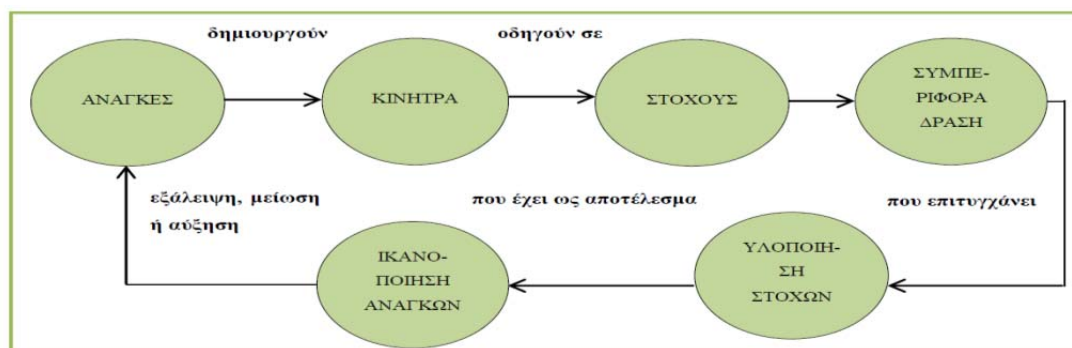 δημιουργούν
οδηγούν σε
ΑΝΑΓΚΕΣ
ΚΙΝΗΤΡΑ
ΣΤΟΧΟΥΣ
ΣΥΜΠΕ-
ΡΙΦΟΡΑ
ΔΡΑΣΗ
εξάλειψη, μείωση
ή αύξηση
που έχει ως αποτέλεσμα
που επιτυγχάνει
ΙΚΑΝΟ-
ΠΟΙΗΣΗ
ΑΝΑΓΚΩΝ
ΥΛΟΠΟΙΗ-
ΣΗ
ΣΤΟΧΩΝ